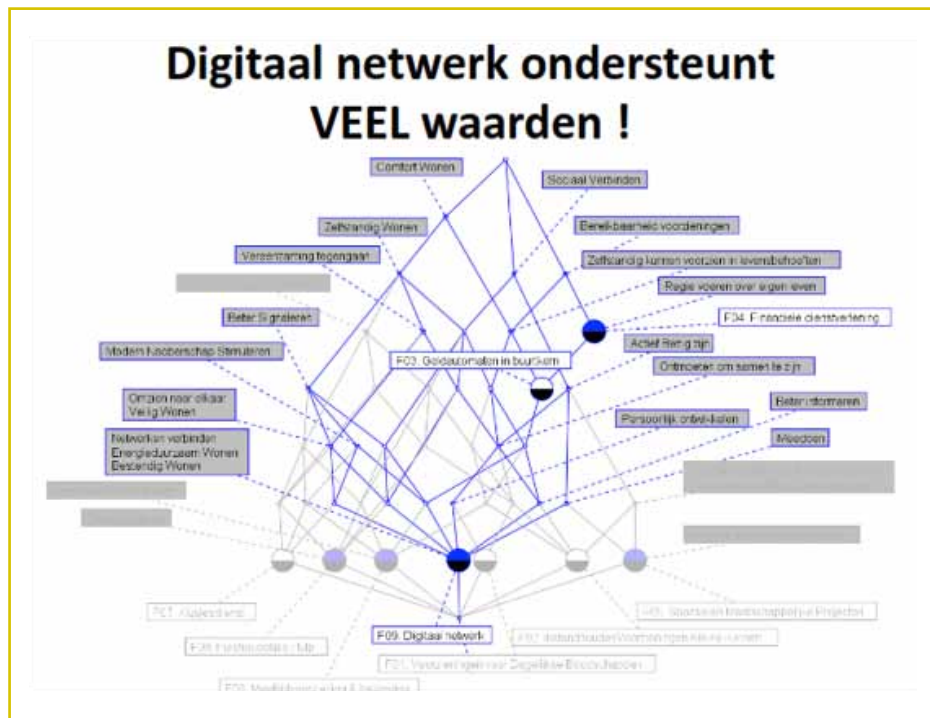 Digitaal netwerk ondersteunt
VEEL waarden !
Comfort Wonen
Sociaal Verbinden
Zelfstandig Wonen
Bereikbaarheid voorzieningen
Vereenzaming tegengaan
Zelfstandig kunnen voorzien in levensbehoeften
Regie voeren over eigen leven
Beter Signaleren
F04. Financiele dienstverlening
Actief Bezig zijn
Modern Naoberschap Stimuleren
F03. Geldautomaten in buurtkern
Ontmoeten om samen te zijn
Omzien naar elkaar
Veilig Wonen
Beter informeren
Persoonlijk ontwikkelen
Netwerken verbinden
Energieduurzaam Wonen
Bestendig Wonen
Meedoen
F09. Digitaal netwerk